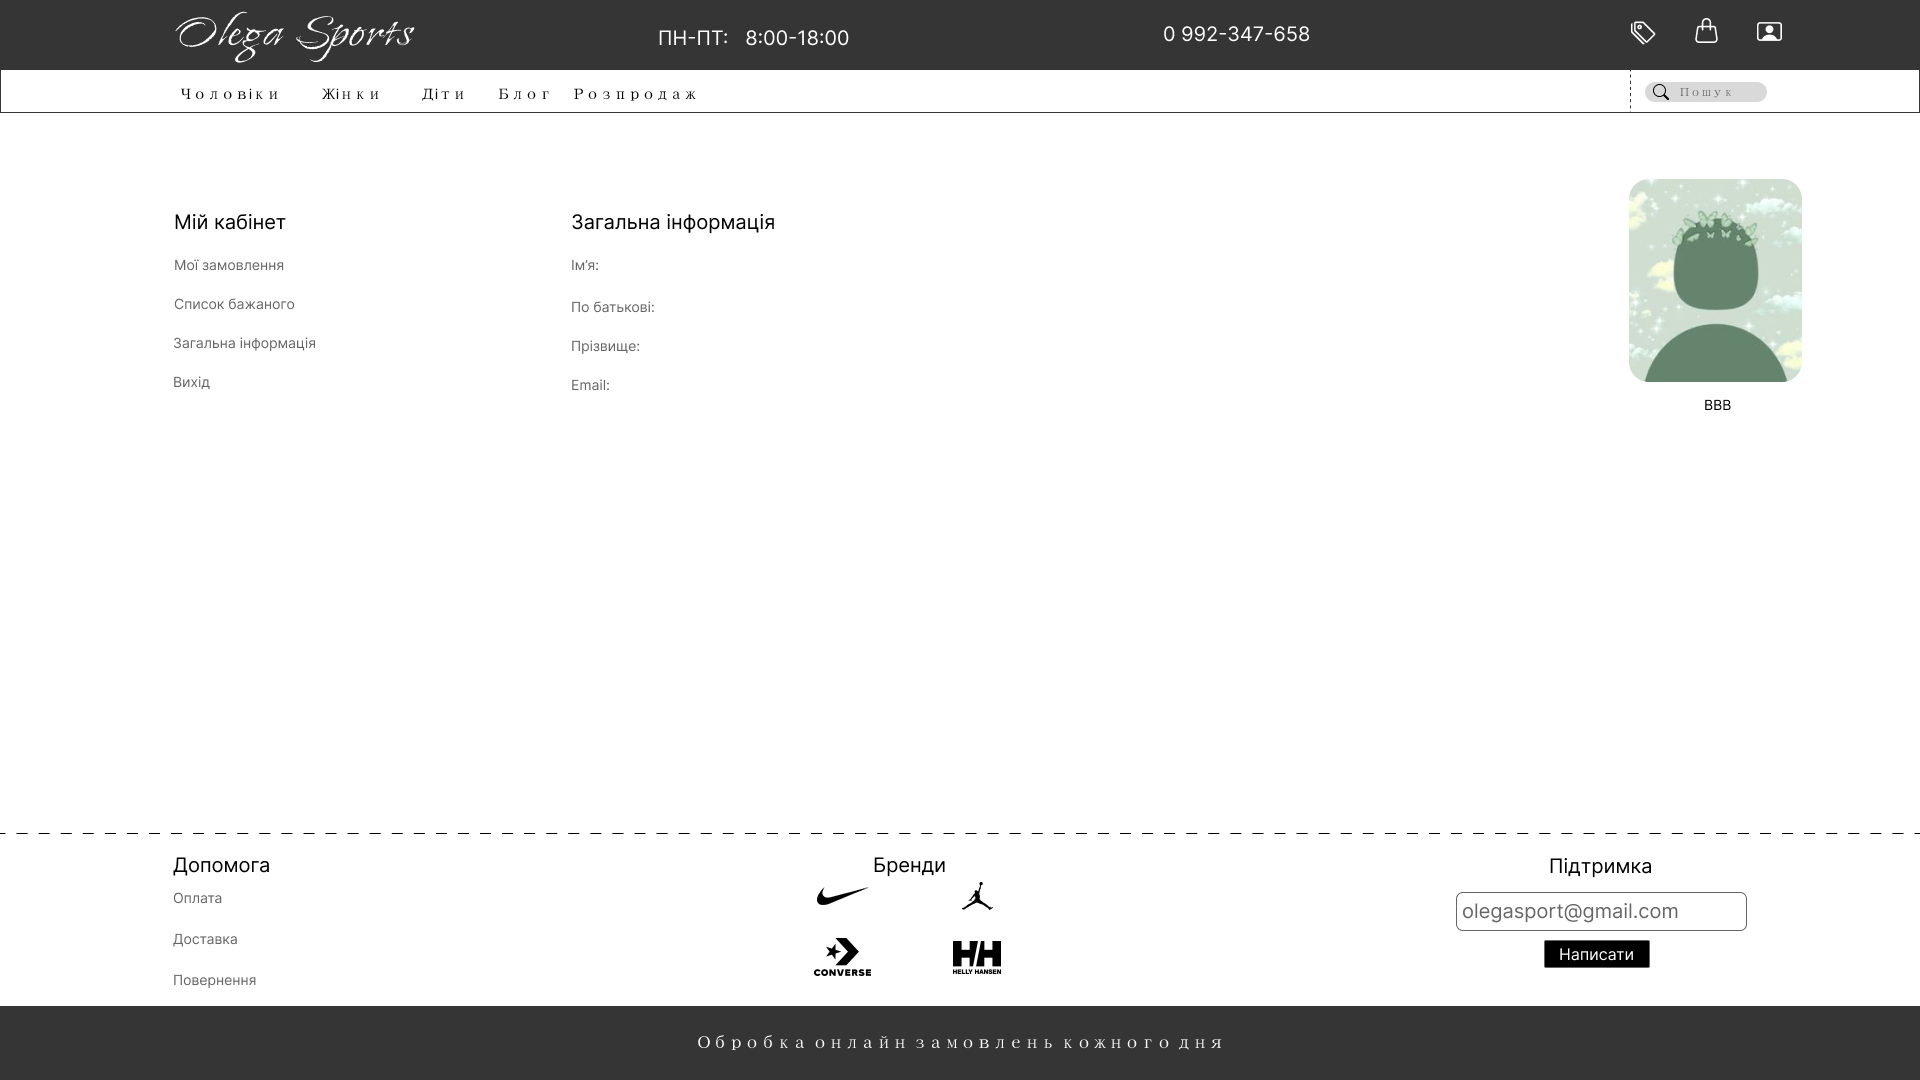 Olega Sports
ПН-ПТ: 8:00-18:00
0 992-347-658
Чоловіки Жінки Діти Блог Розпродаж
Пошук
Мій кабінет
Мої замовлення
Список бажаного
Загальна інформація
Вихід
Загальна інформація
Ім'я:
По батькові:
Прізвище:
Email:
BBB
Допомога
Оплата
Доставка
Повернення
Бренди
CONVERSE
HH
HELLY HANSEN
Підтримка
olegasport@gmail.com
Написати
Обробка онлайн замовлень кожного дня